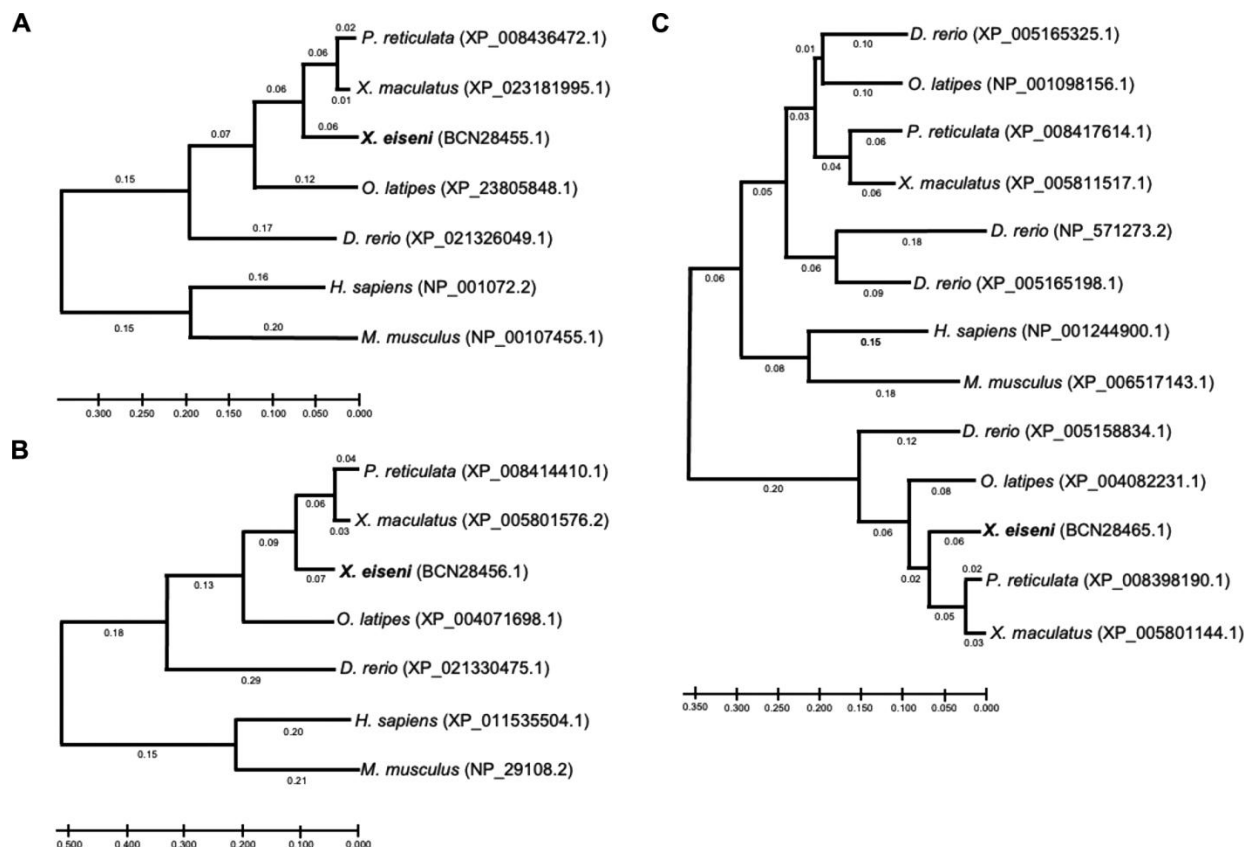 A
0.02
P. reticulata (XP_008436472.1)
0.06
X. maculatus (XP_023181995.1)
0.01
0.06
0.06
X. eiseni (BCN28455.1)
0.07
0.12
O. latipes (XP_23805848.1)
0.15
0.17
D. rerio (XP_021326049.1)
0.16
H. sapiens (NP_001072.2)
0.15
0.20
M. musculus (NP_00107455.1)
0.300 0.200 0.150 0.100 0.050 0.000
B
0.04
P. reticulata (XP_008414410.1)
0.06
X. maculatus (XP_005801576.2)
0.03
0.09
X. eiseni (BCN28456.1)
0.07
0.13
O. latipes (XP_004071698.1)
0.18
D. rerio (XP_021330475.1)
0.29
H. sapiens (XP_011535504.1)
0.20
0.15
M. musculus (NP_29108.2)
0.21
0.500 0.400 0.300 0.200 0.100 0.000
C
D. rerio (XP_005165325.1)
0.10
0.01
O. latipes (NP_001098156.1)
0.10
0.03
P. reticulata (XP_008417614.1)
0.06
0.04
X. maculatus (XP_005811517.1)
0.06
0.05
D. rerio (NP_571273.2)
0.18
0.06
D. rerio (XP_005165198.1)
0.09
0.06
H. sapiens (NP_001244900.1)
0.15
0.08
M. musculus (XP_006517143.1)
0.18
D. rerio (XP_005158834.1)
0.12
0.20
O. latipes (XP_004082231.1)
0.08
0.06
X. eiseni (BCN28465.1)
0.06
0.02
0.02
P. reticulata (XP_008398190.1)
0.05
X. maculatus (XP_005801144.1)
0.03
0.350 0.300 0.200 0.150 0.100 0.050 0.000